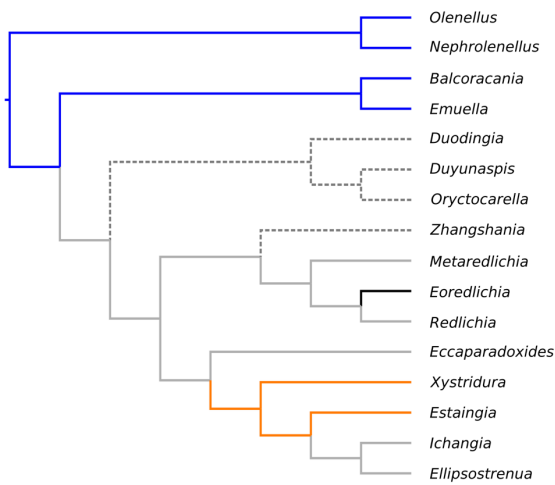 Olenellus
Nephrolenellus
Balcoracania
Emuella
Duodingia
Duyunaspis
Oryctocarella
Zhangshania
Metaredlichia
Eoredlichia
Redlichia
Eccaparadoxides
Xystridura
Estaingia
Ichangia
Ellipsostrenua